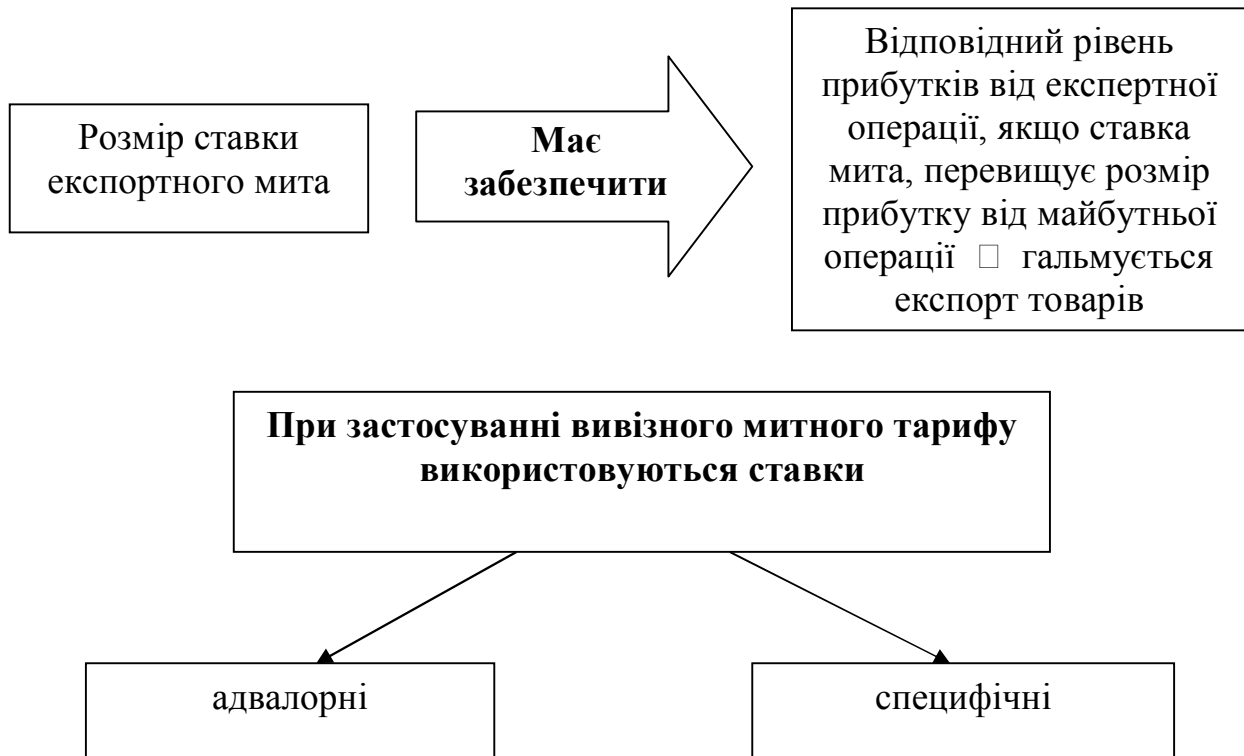 Розмір ставки
експортного мита
Має
забезпечити
Відповідний рівень
прибутків від експертної
операції, якщо ставка
мита, перевищує розмір
прибутку від майбутньої
операції □ гальмується
експорт товарів
При застосуванні вивізного митного тарифу
використовуються ставки
адвалорні
специфічні